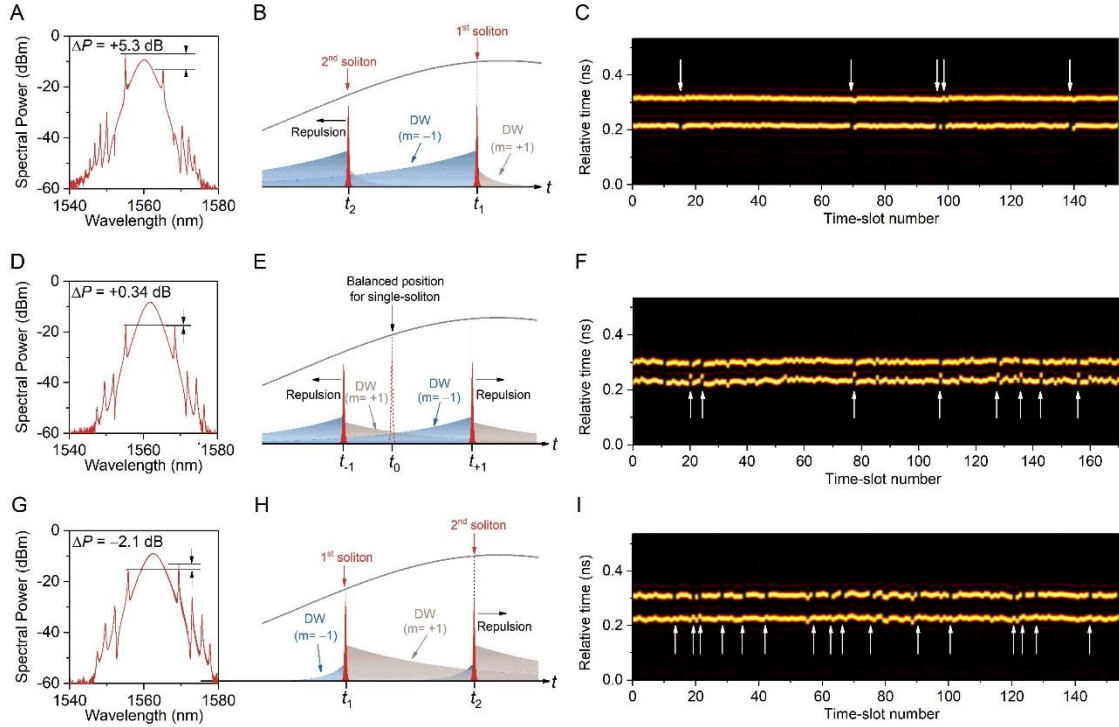 A
B
C
ΔP = +5.3 dB
1st soliton
2nd soliton
Repulsion
DW
(m= −1)
DW
(m= +1)
t2
t1
t
Spectral Power (dBm)
0
-20
-40
-60
1540
1560
1580
Wavelength (nm)
Relative time (ns)
0.4
0.2
0.0
0
20
40
60
80
100
120
140
Time-slot number
D
E
F
ΔP = +0.34 dB
Balanced position
for single-soliton
Repulsion
DW
(m= +1)
DW
(m= −1)
Repulsion
t-1
t0
t+1
t
Spectral Power (dBm)
0
-20
-40
-60
1540
1560
1580
Wavelength (nm)
Relative time (ns)
0.4
0.2
0.0
0
20
40
60
80
100
120
140
160
Time-slot number
G
H
I
ΔP = −2.1 dB
1st soliton
2nd soliton
DW
(m= −1)
DW
(m= +1)
Repulsion
t1
t2
t
Spectral Power (dBm)
0
-20
-40
-60
1540
1560
1580
Wavelength (nm)
Relative time (ns)
0.4
0.2
0.0
0
20
40
60
80
100
120
140
Time-slot number